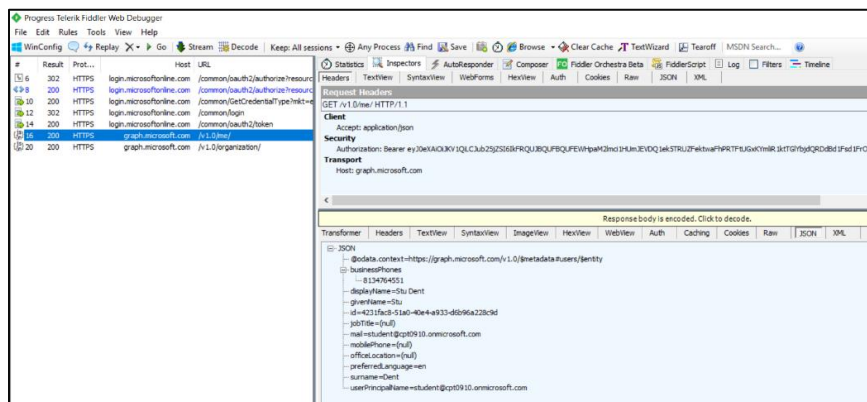 Progress Telerik Fiddler Web Debugger
File Edit Rules Tools View Help
WinConfig Replay Go Stream Decode Keep: All sessions Any Process Find Save Browse Clear Cache TextWizard Tearoff MSDN Search...
# Result Prot... Host URL
6 302 HTTPS login.microsoftonline.com /common/oauth2/authorize?resourc
8 200 HTTPS login.microsoftonline.com /common/oauth2/authorize?resourc
10 200 HTTPS login.microsoftonline.com /common/GetCredentialType?mkt=e
12 302 HTTPS login.microsoftonline.com /common/login
14 200 HTTPS login.microsoftonline.com /common/oauth2/token
16 200 HTTPS graph.microsoft.com /v1.0/me/
20 200 HTTPS graph.microsoft.com /v1.0/organization/
Statistics Inspectors AutoResponder Composer FO Fiddler Orchestra Beta FiddlerScript Log Filters Timeline
Headers TextView SyntaxView WebForms HexView Auth Cookies Raw JSON XML
Request Headers
GET /v1.0/me/ HTTP/1.1
Client
Accept: application/json
Security
Authorization: Bearer
Transport
Host: graph.microsoft.com
Response body is encoded. Click to decode.
Transformer Headers TextView SyntaxView ImageView HexView WebView Auth Caching Cookies Raw JSON XML
JSON
@odata.context=https://graph.microsoft.com/v1.0/$metadata#users/$entity
businessPhones
8134764551
displayName=Stu Dent
givenName=Stu
id=4231fac8-51a0-40e4-a933-d6b96a228c9d
jobTitle=(null)
mail=student@cpt0910.onmicrosoft.com
mobilePhone=(null)
officeLocation=(null)
preferredLanguage=en
surname=Dent
userPrincipalName=student@cpt0910.onmicrosoft.com